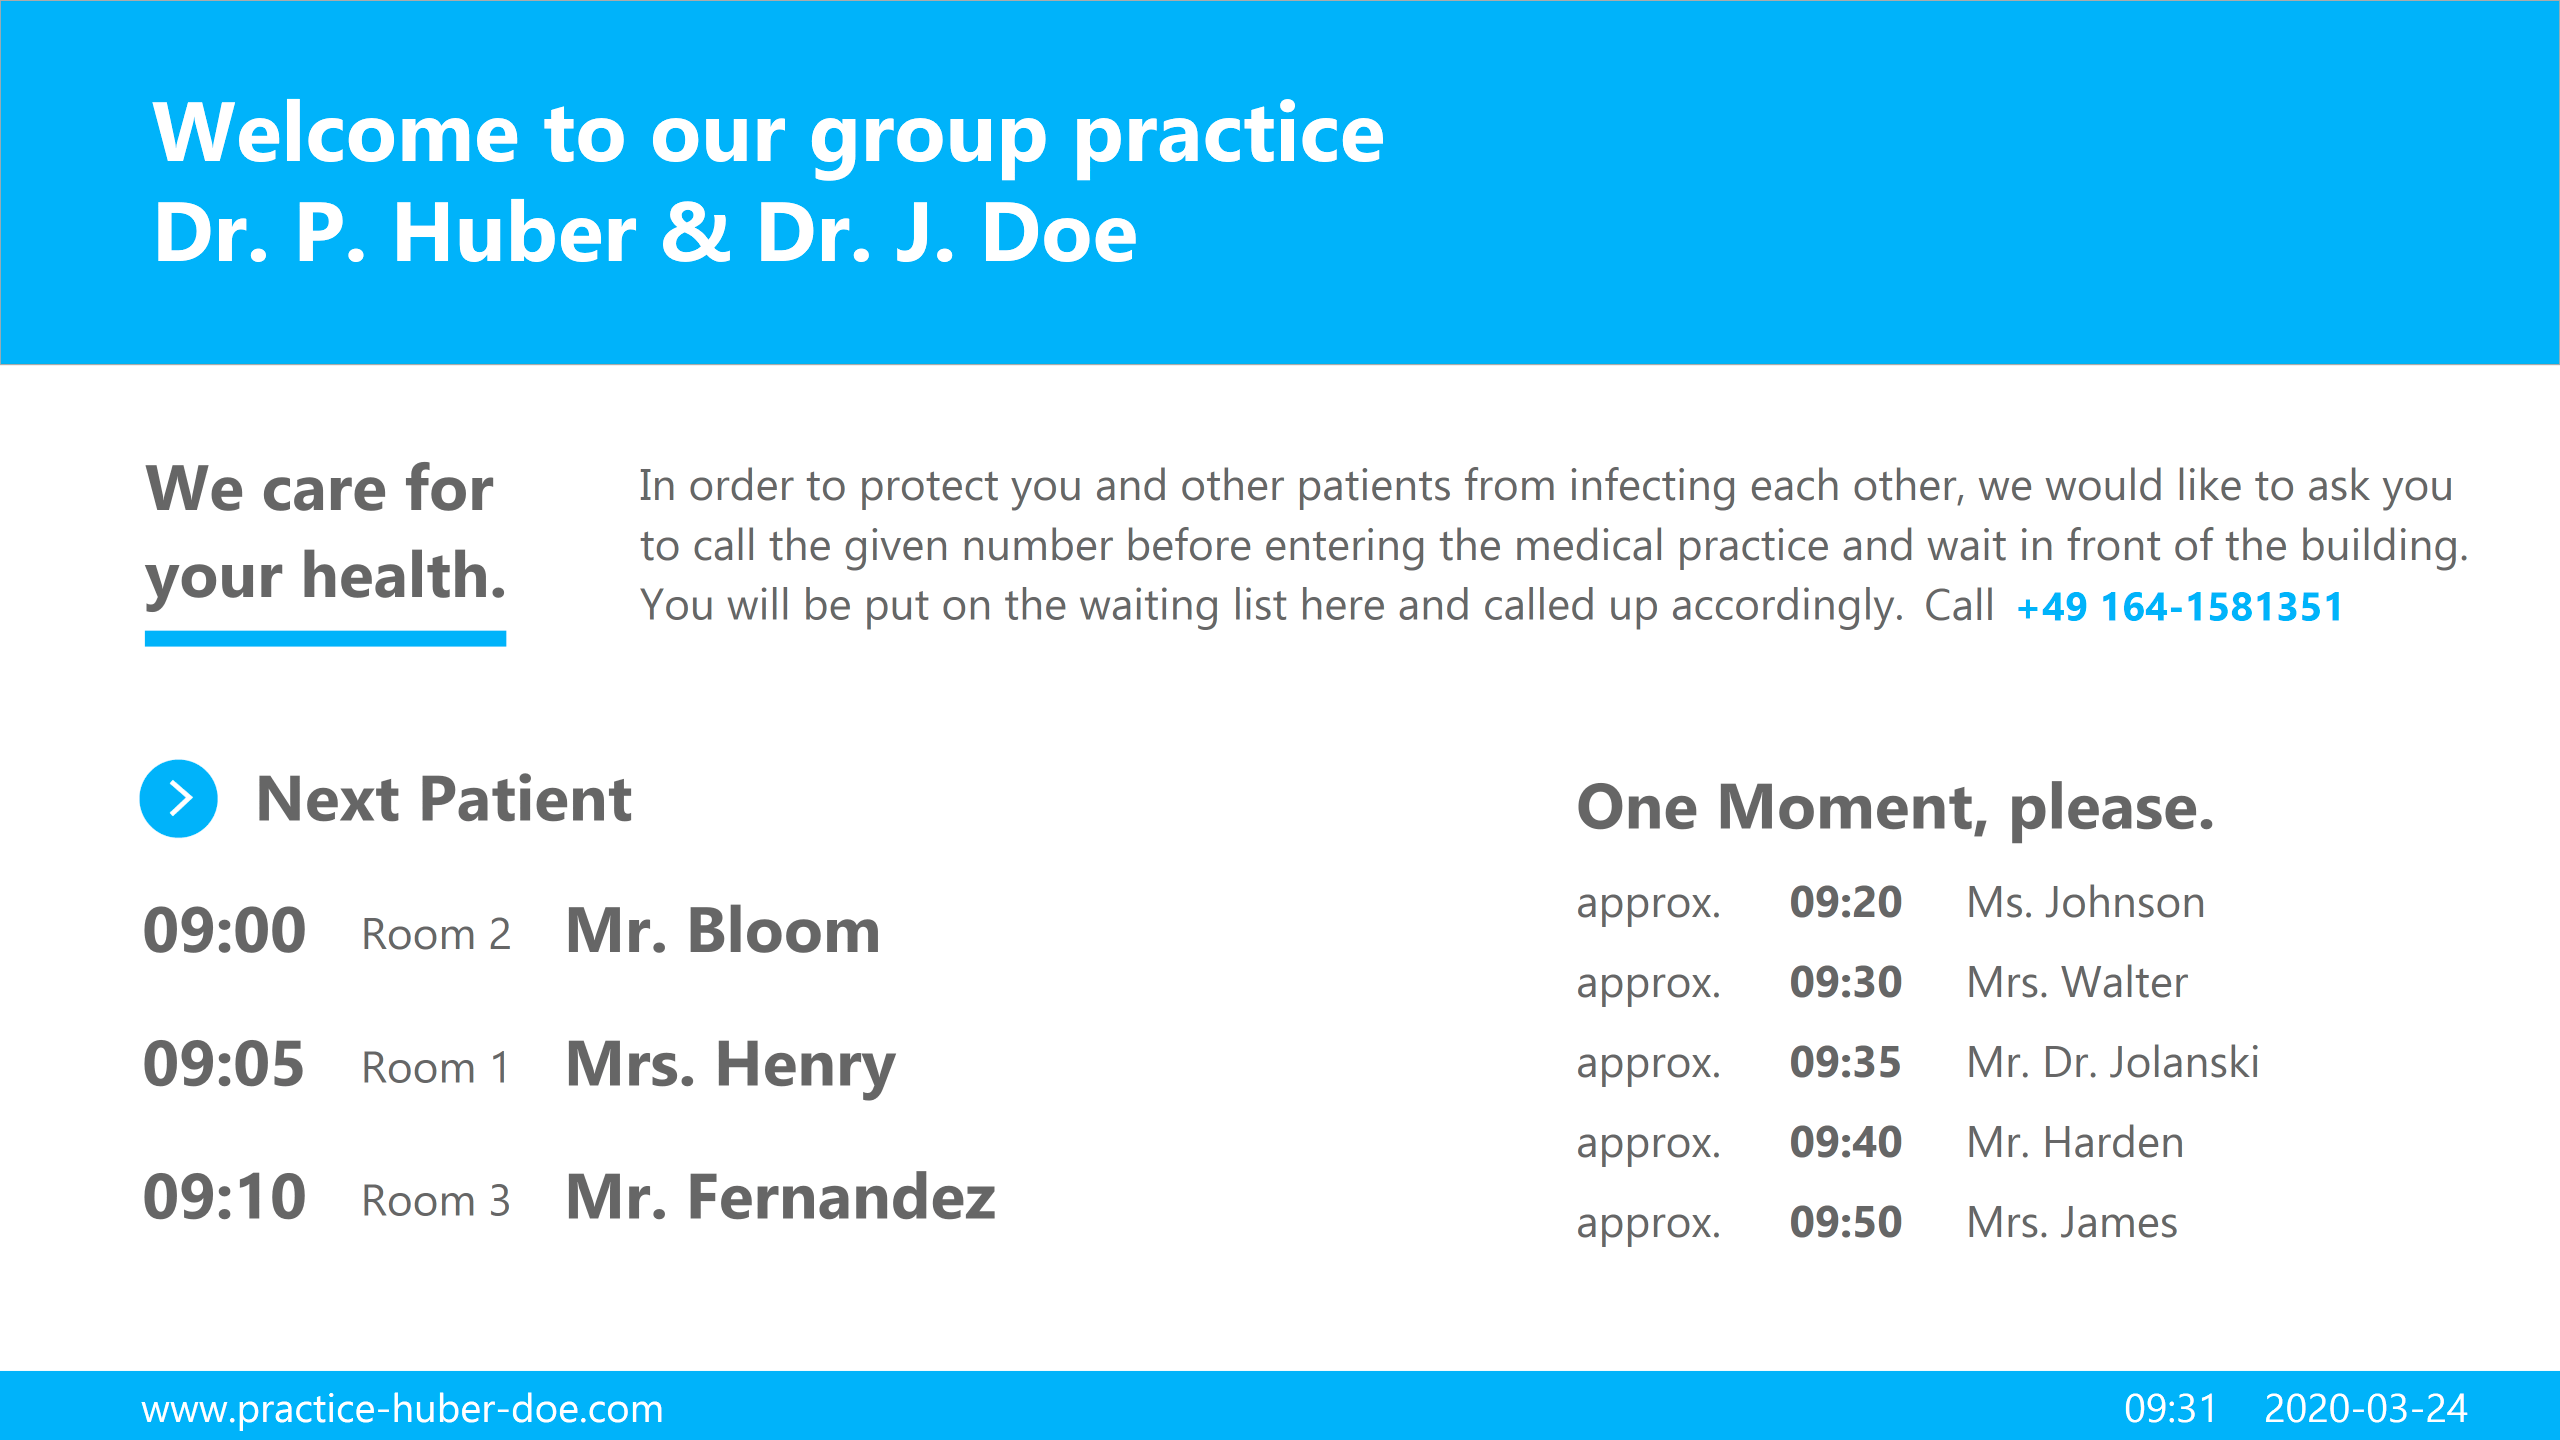 Welcome to our group practice
Dr. P. Huber & Dr. J. Doe
We care for
your health.
In order to protect you and other patients from infecting each other, we would like to ask you
to call the given number before entering the medical practice and wait in front of the building.
You will be put on the waiting list here and called up accordingly. Call +49 164-1581351
Next Patient
09:00 Room 2 Mr. Bloom
09:05 Room 1 Mrs. Henry
09:10 Room 3 Mr. Fernandez
One Moment, please.
approx. 09:20 Ms. Johnson
approx. 09:30 Mrs. Walter
approx. 09:35 Mr. Dr. Jolanski
approx. 09:40 Mr. Harden
approx. 09:50 Mrs. James
www.practice-huber-doe.com
09:31 2020-03-24